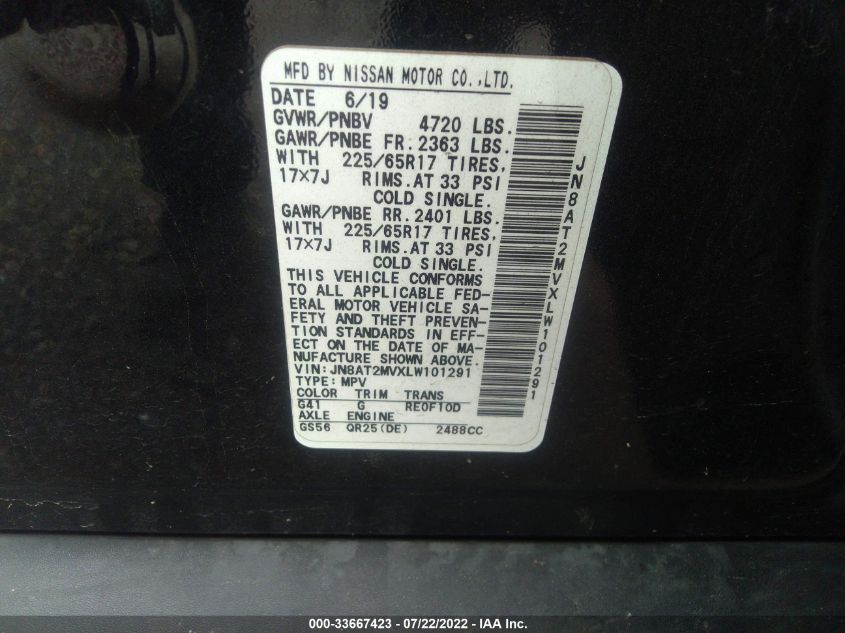 MFD BY NISSAN MOTOR CO.,LTD.
DATE 6/19
GVWR/PNBV 4720 LBS.
GAWR/PNBE FR. 2363 LBS.
WITH 225/65R17 TIRES,
17×7J RIMS.AT 33 PSI
COLD SINGLE.
GAWR/PNBE RR. 2401 LBS.
WITH 225/65R17 TIRES,
17×7J RIMS.AT 33 PSI
COLD SINGLE.
THIS VEHICLE CONFORMS
TO ALL APPLICABLE FED-
ERAL MOTOR VEHICLE SA-
FETY AND THEFT PREVEN-
TION STANDARDS IN EFF-
ECT ON THE DATE OF MA-
NUFACTURE SHOWN ABOVE.
VIN: JN8AT2MVXLW101291
TYPE: MPV
COLOR TRIM TRANS
G41 G RE0F10D
AXLE ENGINE
GS56 QR25(DE) 2488CC
JN8AT2MVXLW101291
000-33667423 - 07/22/2022 - IAA Inc.